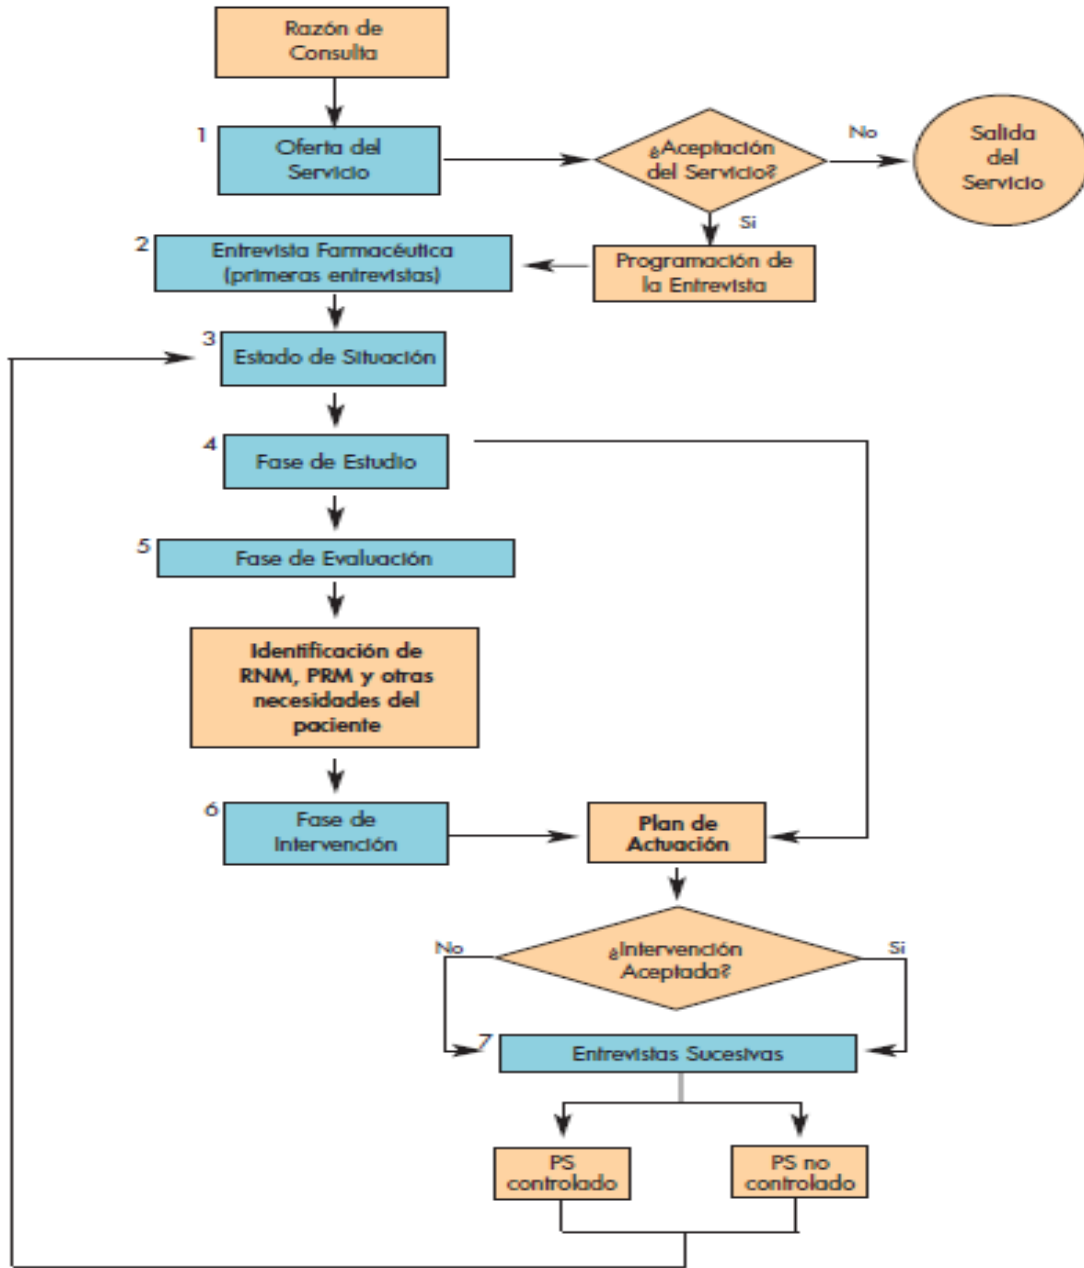 Razón de
Consulta
1
Oferta del
Servicio
¿Aceptación
del Servicio?
No
Salida
del
Servicio
Si
2
Entrevista Farmacéutica
(primeras entrevistas)
Programación de
la Entrevista
3
Estado de Situación
4
Fase de Estudio
5
Fase de Evaluación
Identificación de
RNM, PRM y otras
necesidades del
paciente
6
Fase de
Intervención
Plan de
Actuación
No
¿Intervención
Aceptada?
Si
7
Entrevistas Sucesivas
PS
controlado
PS no
controlado